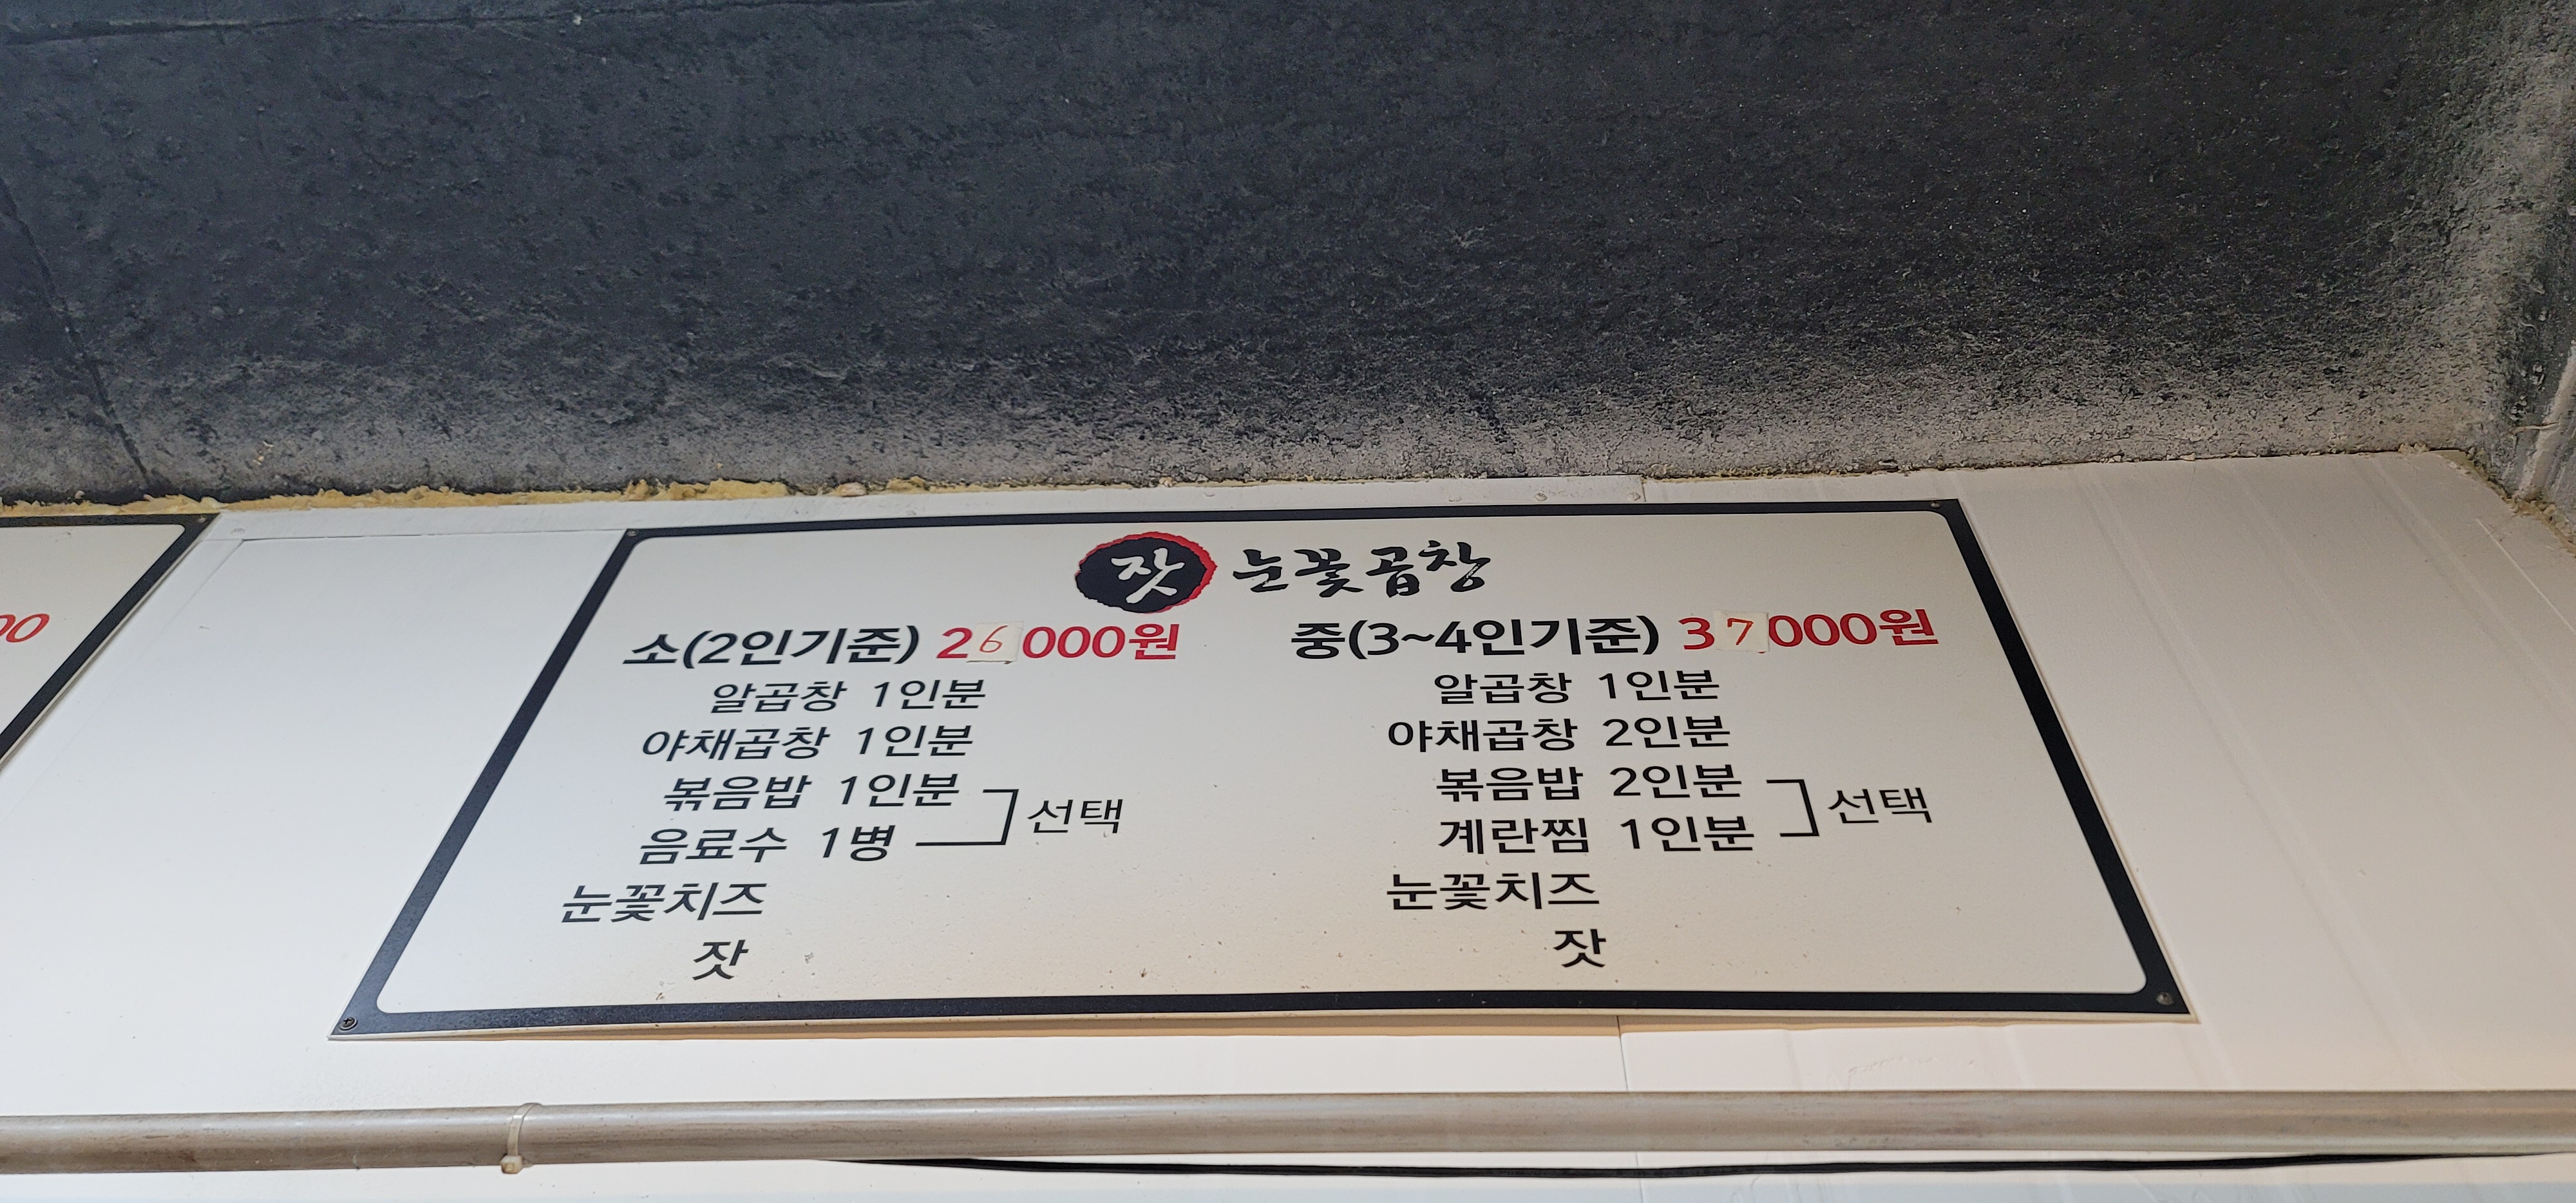 잣 눈꽃곱창
소(2인기준) 26000원
알곱창 1인분
야채곱창 1인분
볶음밥 1인분
음료수 1병
선택
눈꽃치즈
잣
중(3~4인기준) 37000원
알곱창 1인분
야채곱창 2인분
볶음밥 2인분
계란찜 1인분
선택
눈꽃치즈
잣